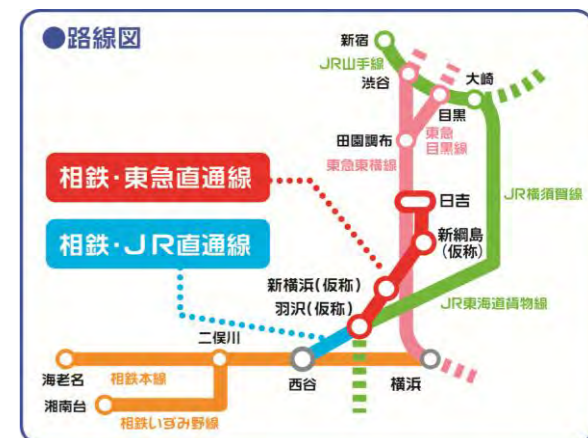 ●路線図
新宿
JR山手線
渋谷
大崎
目黒
田園調布
東急
目黒線
東急東横線
相鉄・東急直通線
日吉
JR横須賀線
新綱島
(仮称)
相鉄・JR直通線
新横浜(仮称)
羽沢(仮称)
JR東海道貨物線
二俣川
海老名
相鉄本線
西谷
横浜
湘南台
相鉄いずみ野線